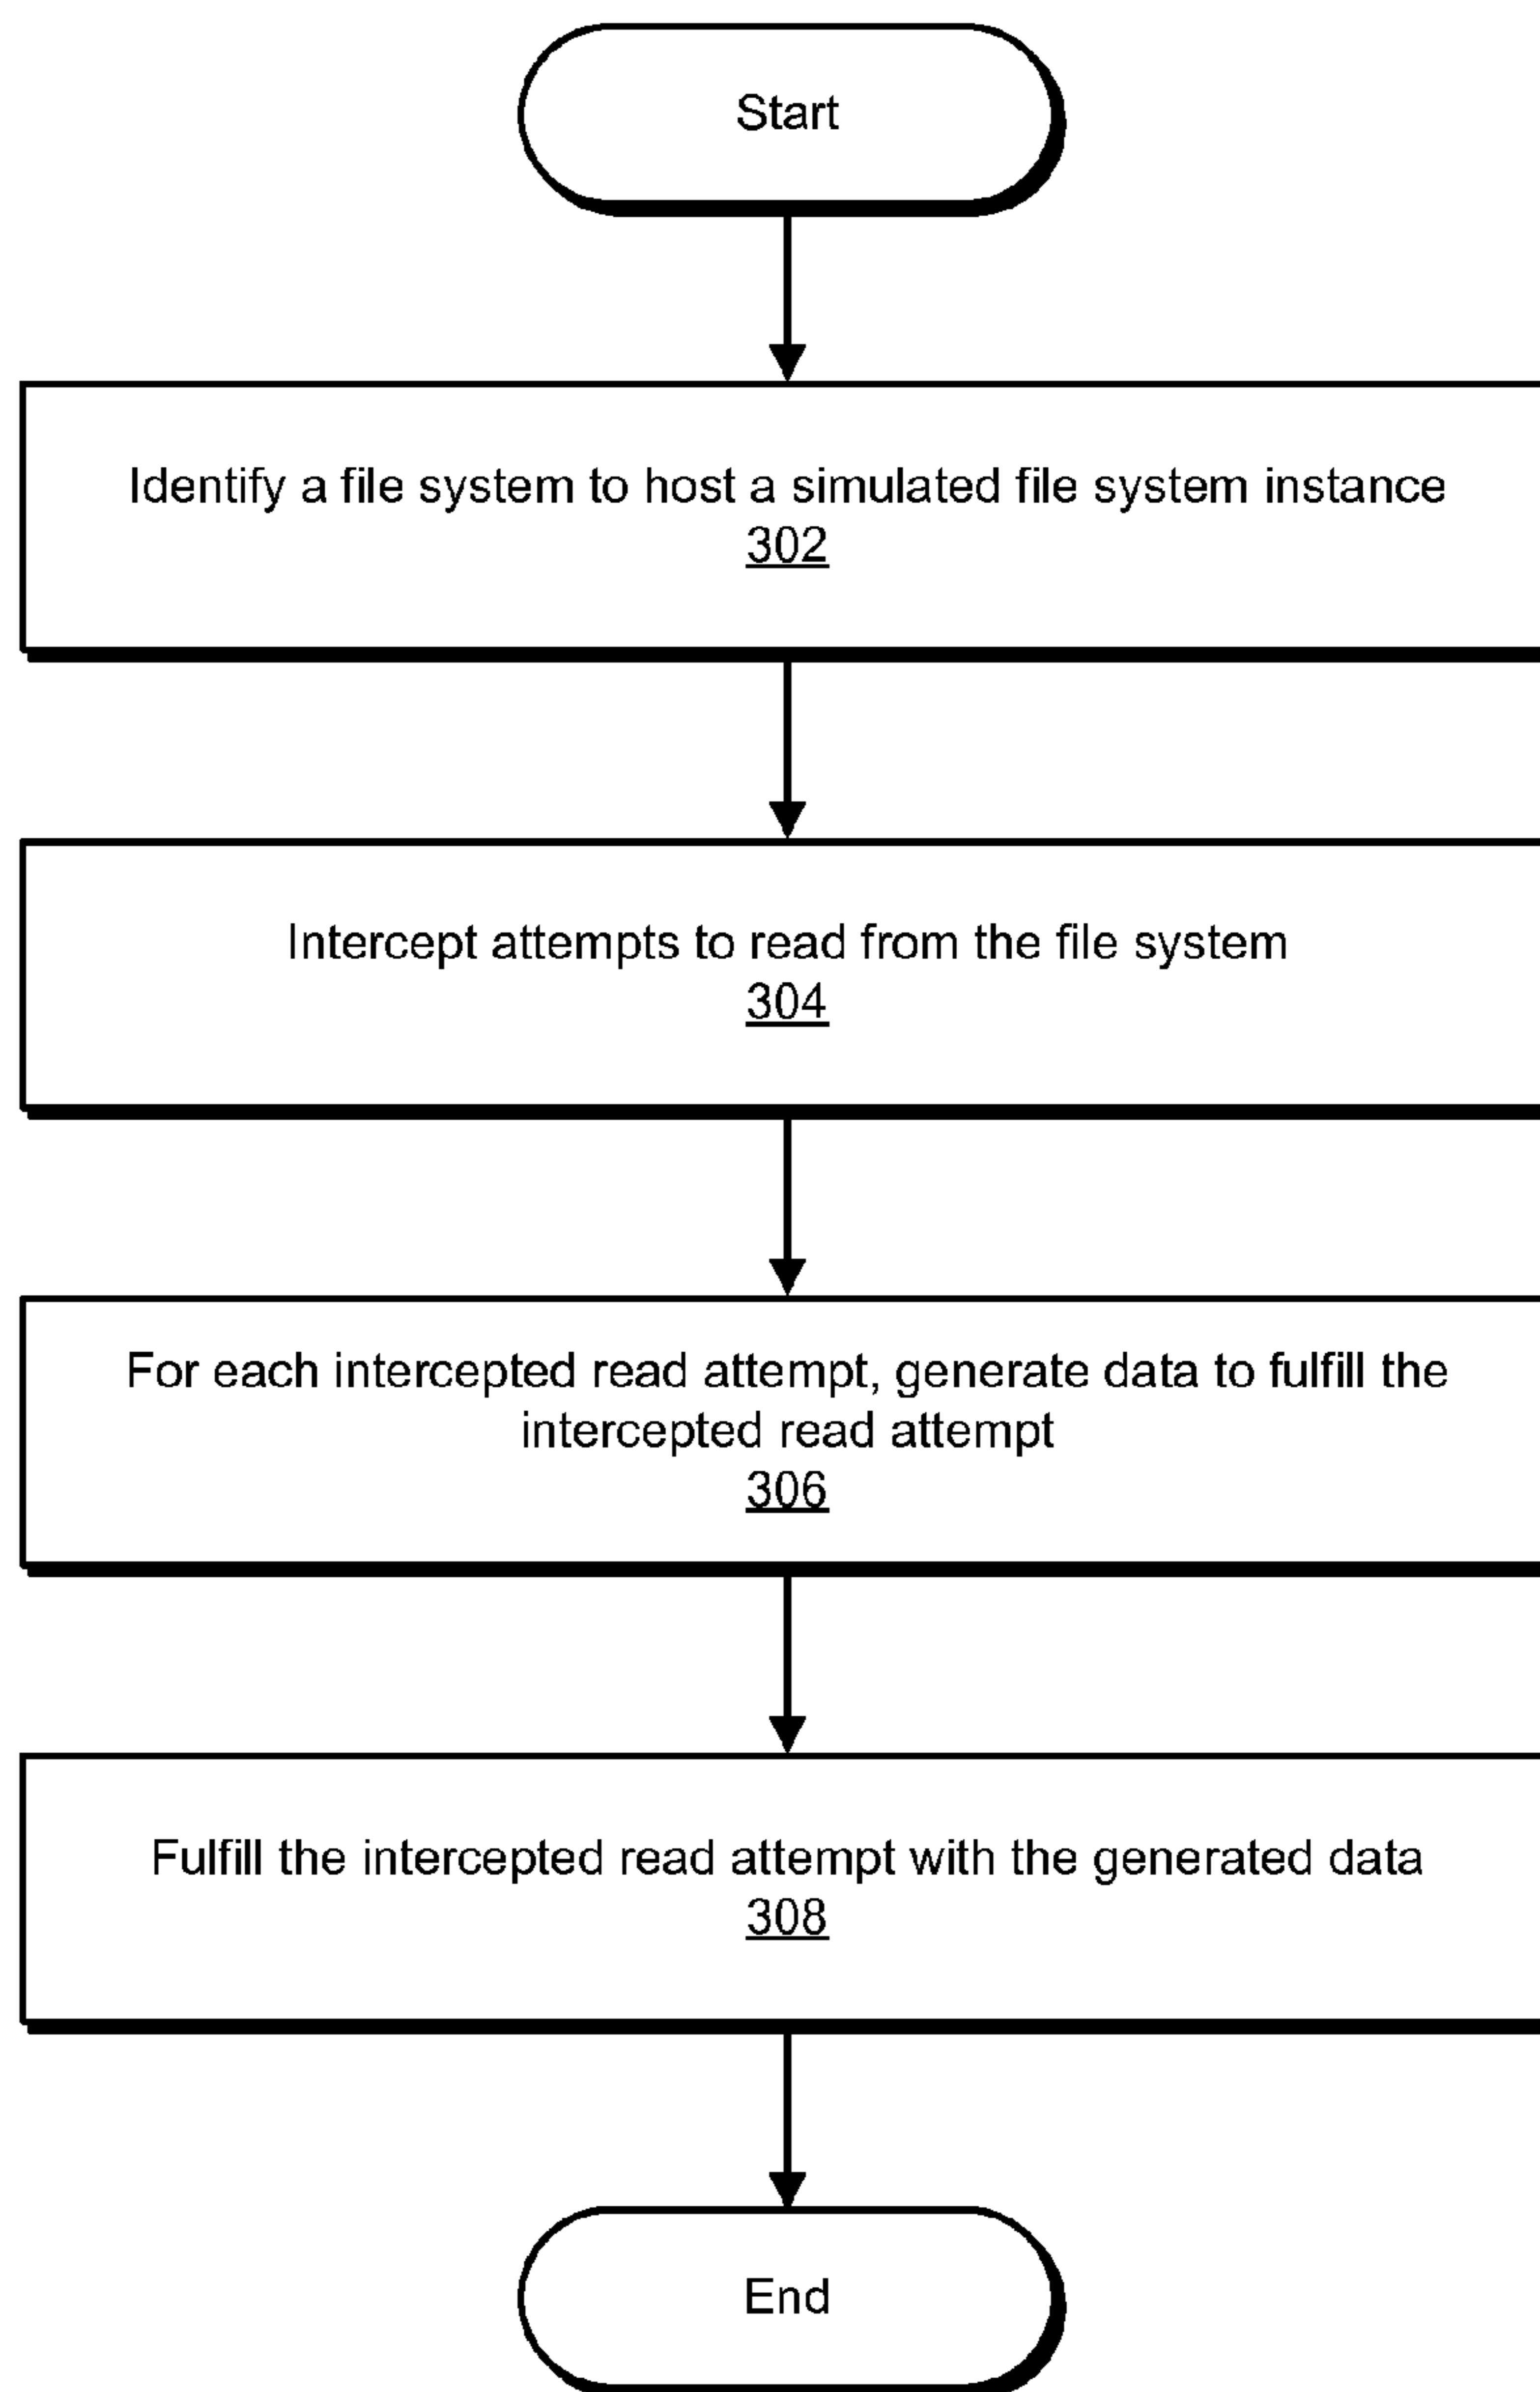 Start
Identify a file system to host a simulated file system instance
302
Intercept attempts to read from the file system
304
For each intercepted read attempt, generate data to fulfill the
intercepted read attempt
306
Fulfill the intercepted read attempt with the generated data
308
End